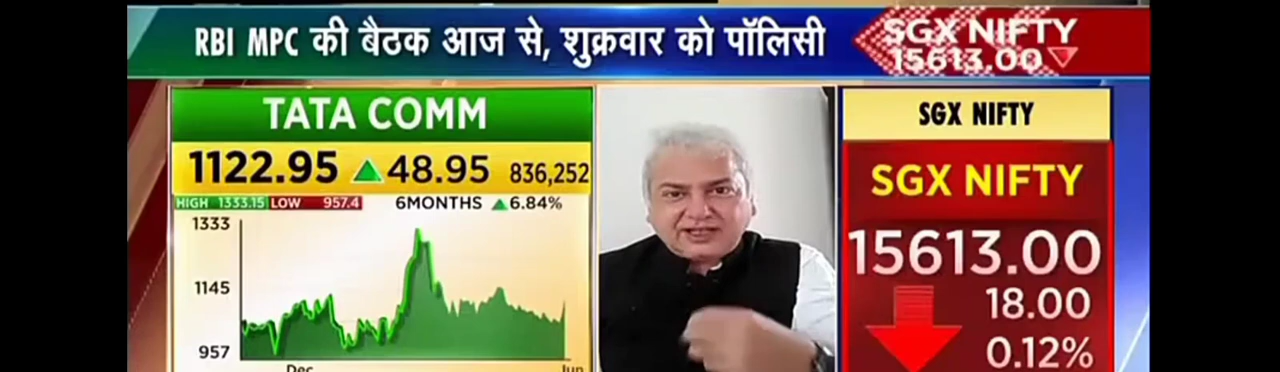 RBI MPC की बैठक आज से, शुक्रवार को पॉलिसी
SGX NIFTY
15613.00
TATA COMM
1122.95 48.95 836,252
HIGH 1333.15 LOW 957.4 6MONTHS 6.84%
1333
1145
957
Dec Jun
SGX NIFTY
SGX NIFTY
15613.00
18.00
0.12%